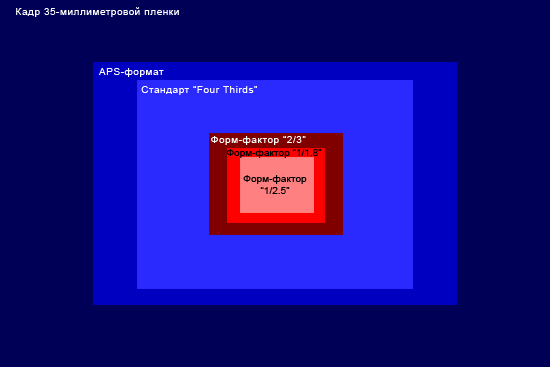 Кадр 35-миллиметровой пленки
APS-формат
Стандарт "Four Thirds"
Форм-фактор "2/3"
Форм-фактор "1/1.8"
Форм-фактор
"1/2.5"